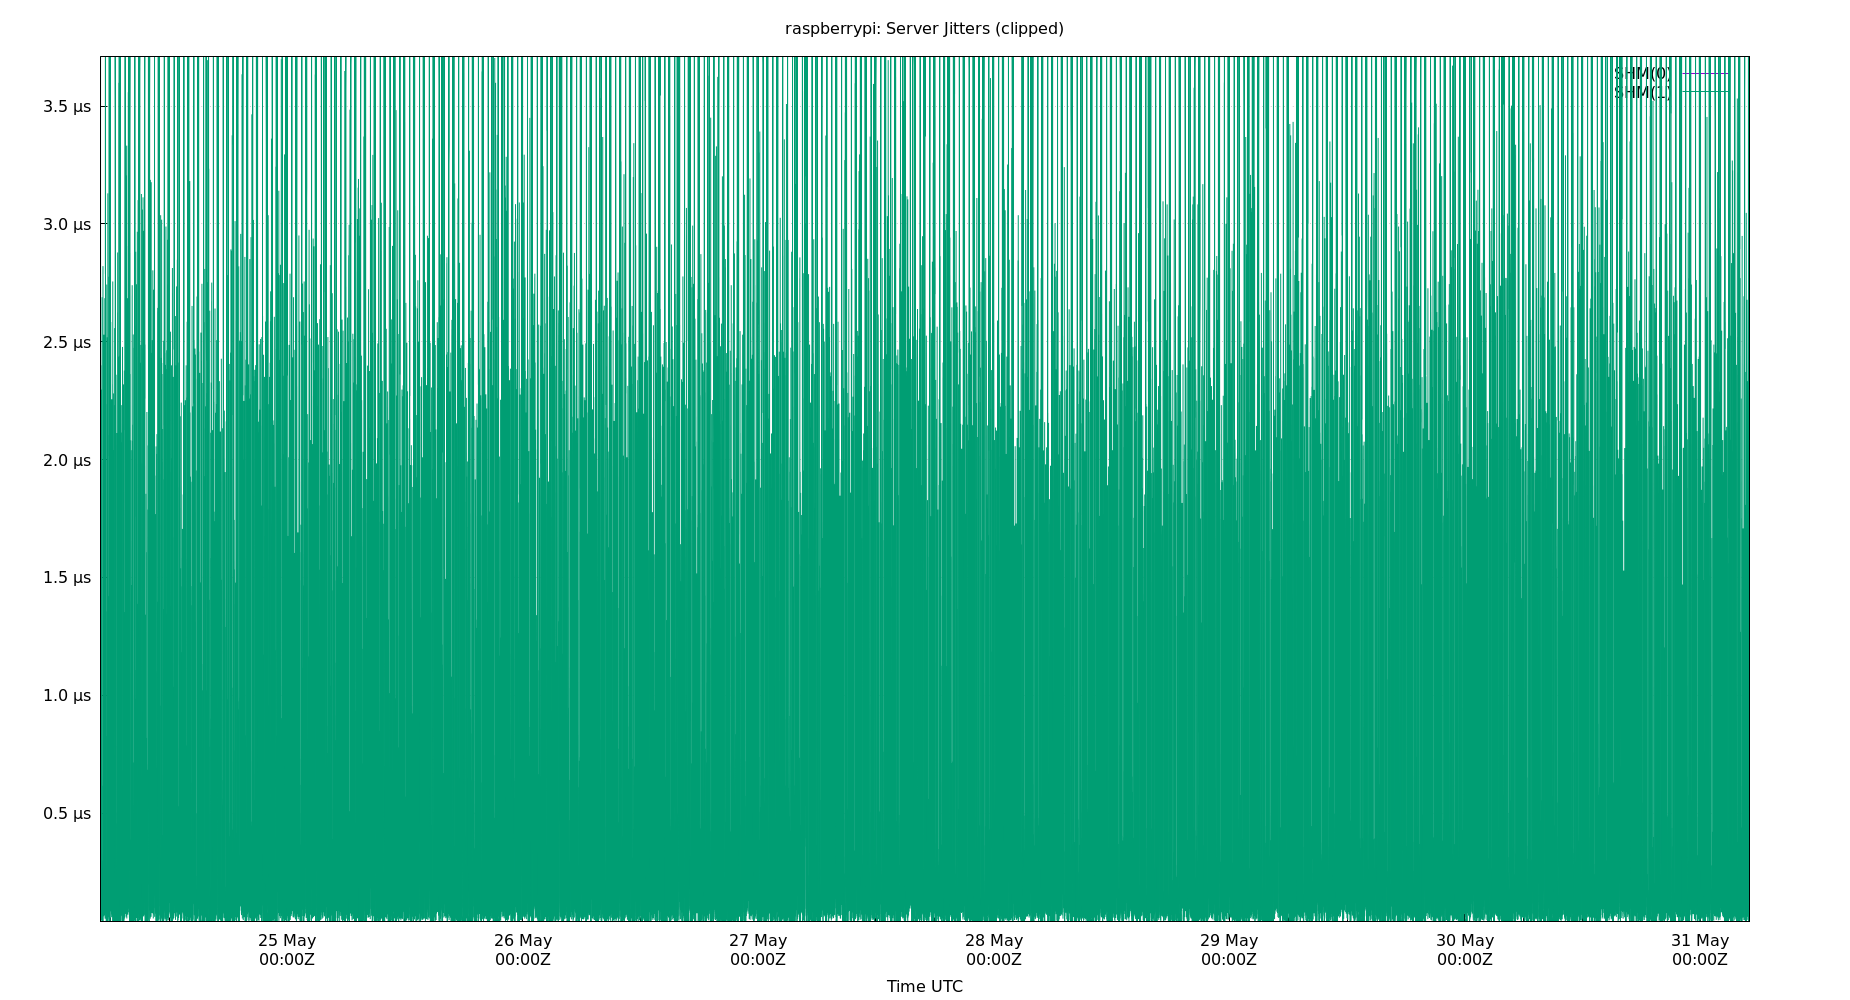 raspberrypi: Server Jitters (clipped)
SHM(0)
SHM(1)
3.5 µs
3.0 µs
2.5 µs
2.0 µs
1.5 µs
1.0 µs
0.5 µs
25 May 26 May 27 May 28 May 29 May 30 May 31 May
00:00Z 00:00Z 00:00Z 00:00Z 00:00Z 00:00Z 00:00Z
Time UTC